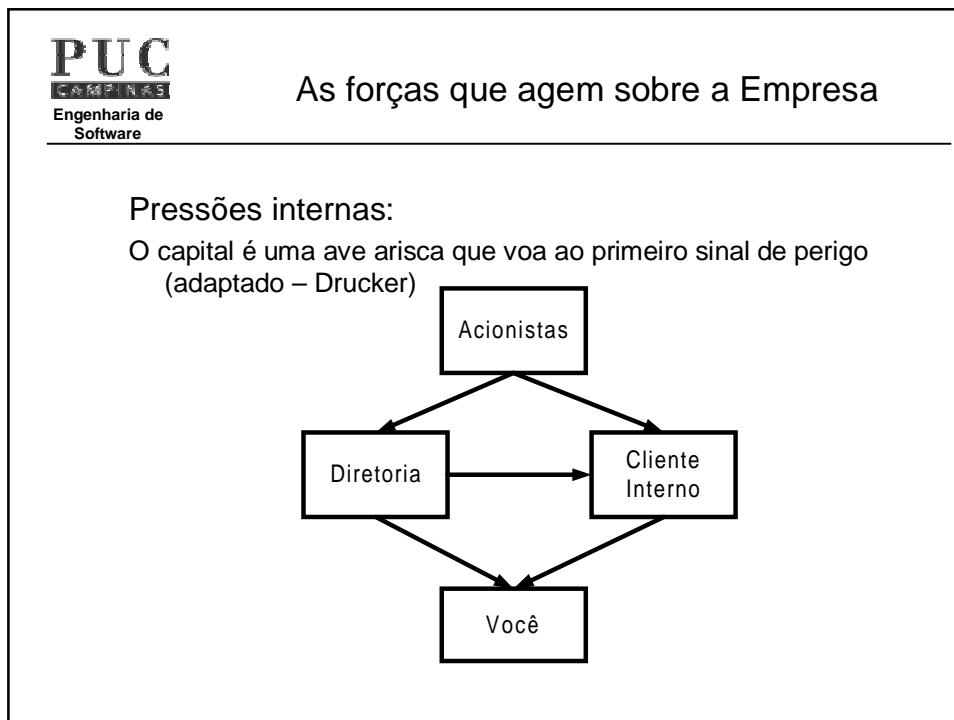 PUC
CAMPINAS
Engenharia de
Software
As forças que agem sobre a Empresa
Pressões internas:
O capital é uma ave arisca que voa ao primeiro sinal de perigo
(adaptado – Drucker)
Acionistas
Diretoria
Cliente
Interno
Você